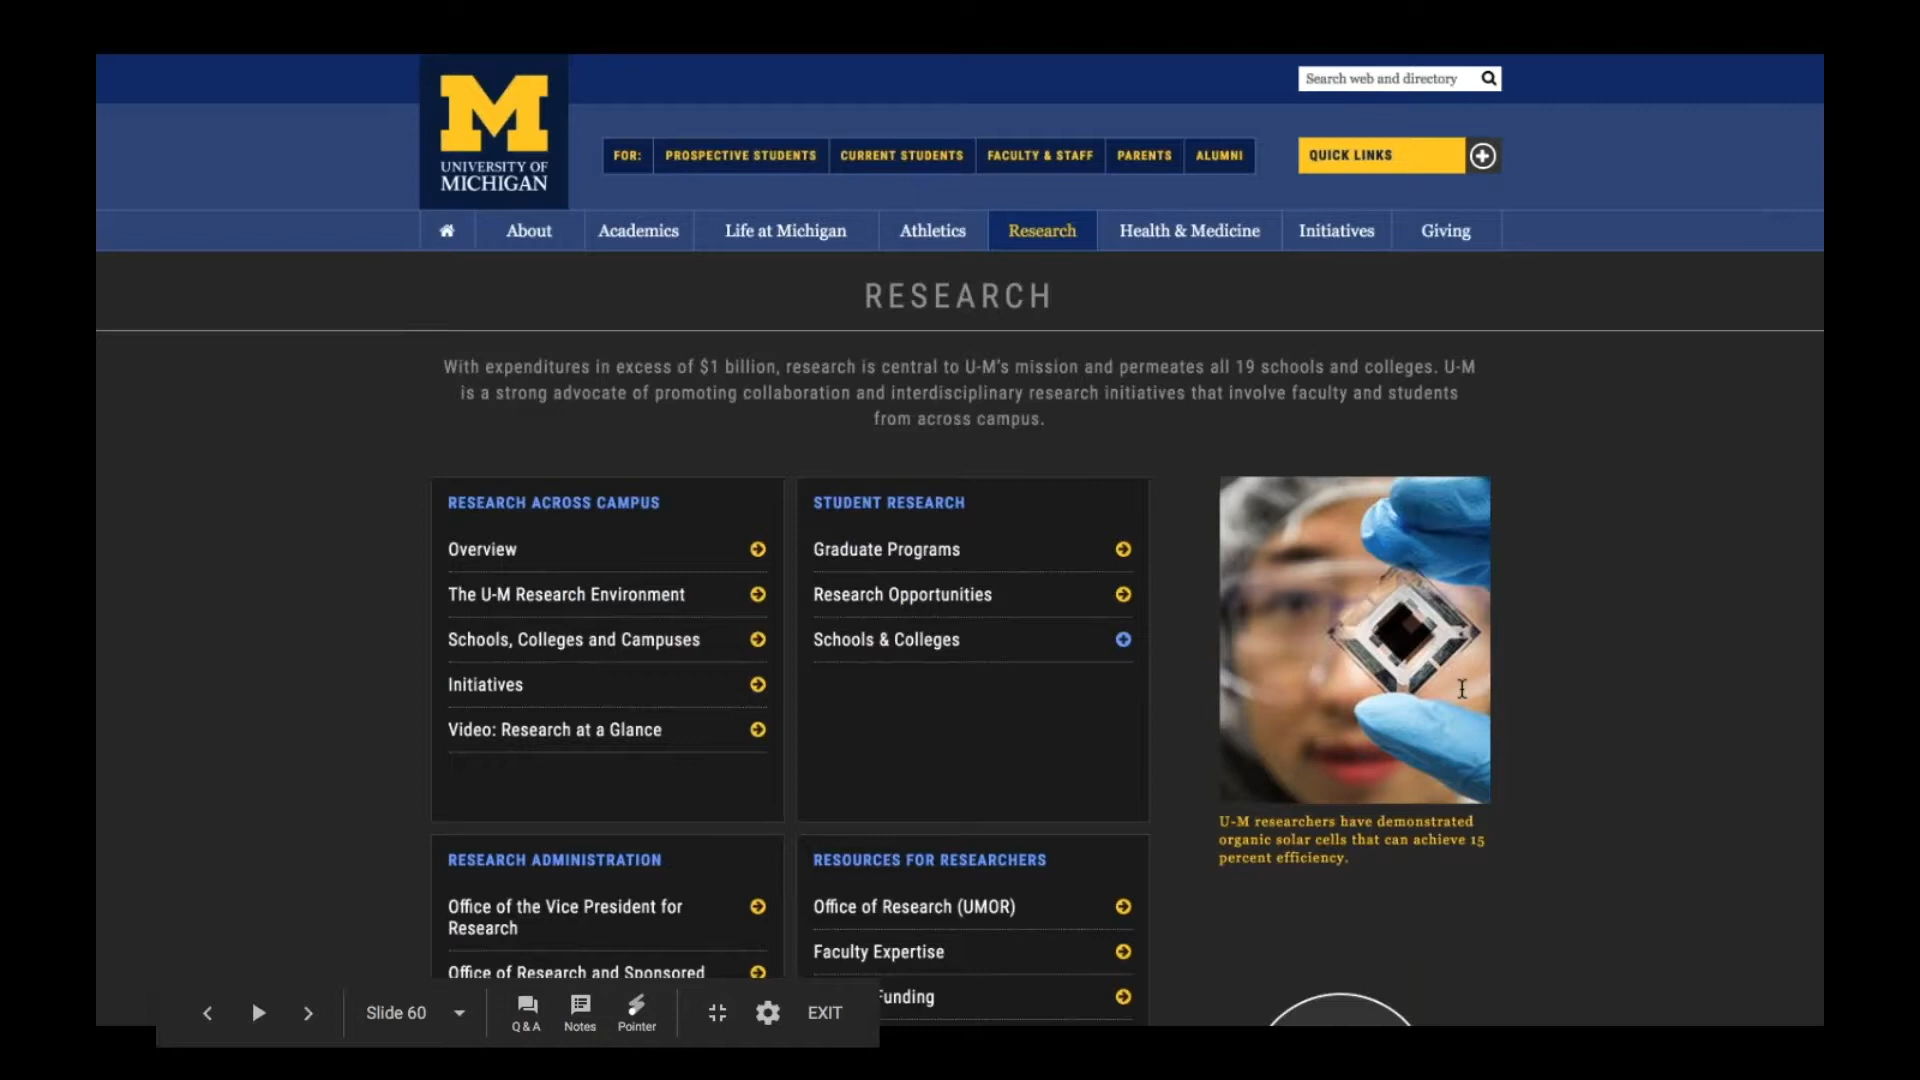 Search web and directory
M
UNIVERSITY OF
MICHIGAN
FOR: PROSPECTIVE STUDENTS CURRENT STUDENTS FACULTY & STAFF PARENTS ALUMNI
QUICK LINKS
About Academics Life at Michigan Athletics Research Health & Medicine Initiatives Giving
RESEARCH
With expenditures in excess of $1 billion, research is central to U-M's mission and permeates all 19 schools and colleges. U-M
is a strong advocate of promoting collaboration and interdisciplinary research initiatives that involve faculty and students
from across campus.
RESEARCH ACROSS CAMPUS
Overview
The U-M Research Environment
Schools, Colleges and Campuses
Initiatives
Video: Research at a Glance
STUDENT RESEARCH
Graduate Programs
Research Opportunities
Schools & Colleges
U-M researchers have demonstrated
organic solar cells that can achieve 15
percent efficiency.
RESEARCH ADMINISTRATION
Office of the Vice President for
Research
Office of Research and Sponsored
RESOURCES FOR RESEARCHERS
Office of Research (UMOR)
Faculty Expertise
Funding
Slide 60
Q & A
Notes
Pointer
EXIT